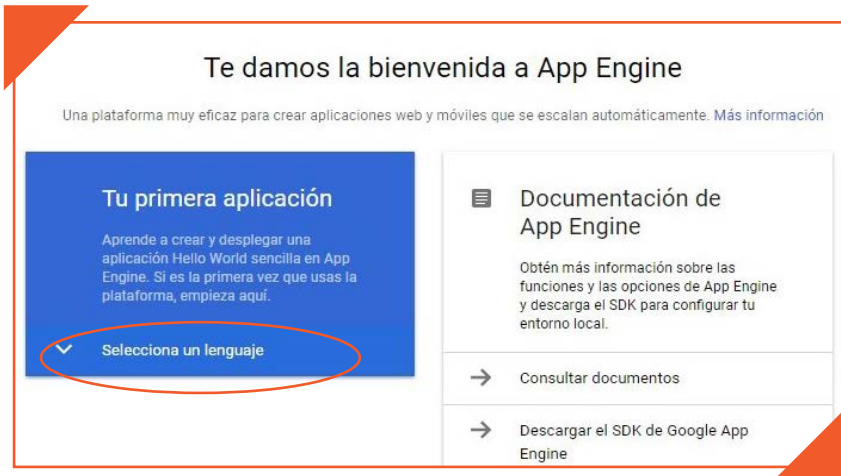 Te damos la bienvenida a App Engine
Una plataforma muy eficaz para crear aplicaciones web y móviles que se escalan automáticamente. Más información
Tu primera aplicación
Aprende a crear y desplegar una
aplicación Hello World sencilla en App
Engine. Si es la primera vez que usas la
plataforma, empieza aquí.
Selecciona un lenguaje
Documentación de
App Engine
Obtén más información sobre las
funciones y las opciones de App Engine
y descarga el SDK para configurar tu
entorno local.
Consultar documentos
Descargar el SDK de Google App
Engine